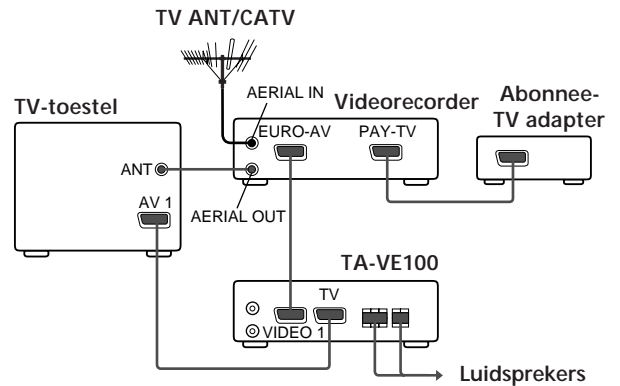 TV ANT/CATV
AERIAL IN
Videorecorder
Abonnee-
TV adapter
TV-toestel
EURO-AV
PAY-TV
ANT
AV 1
AERIAL OUT
TA-VE100
TV
VIDEO 1
Luidsprekers